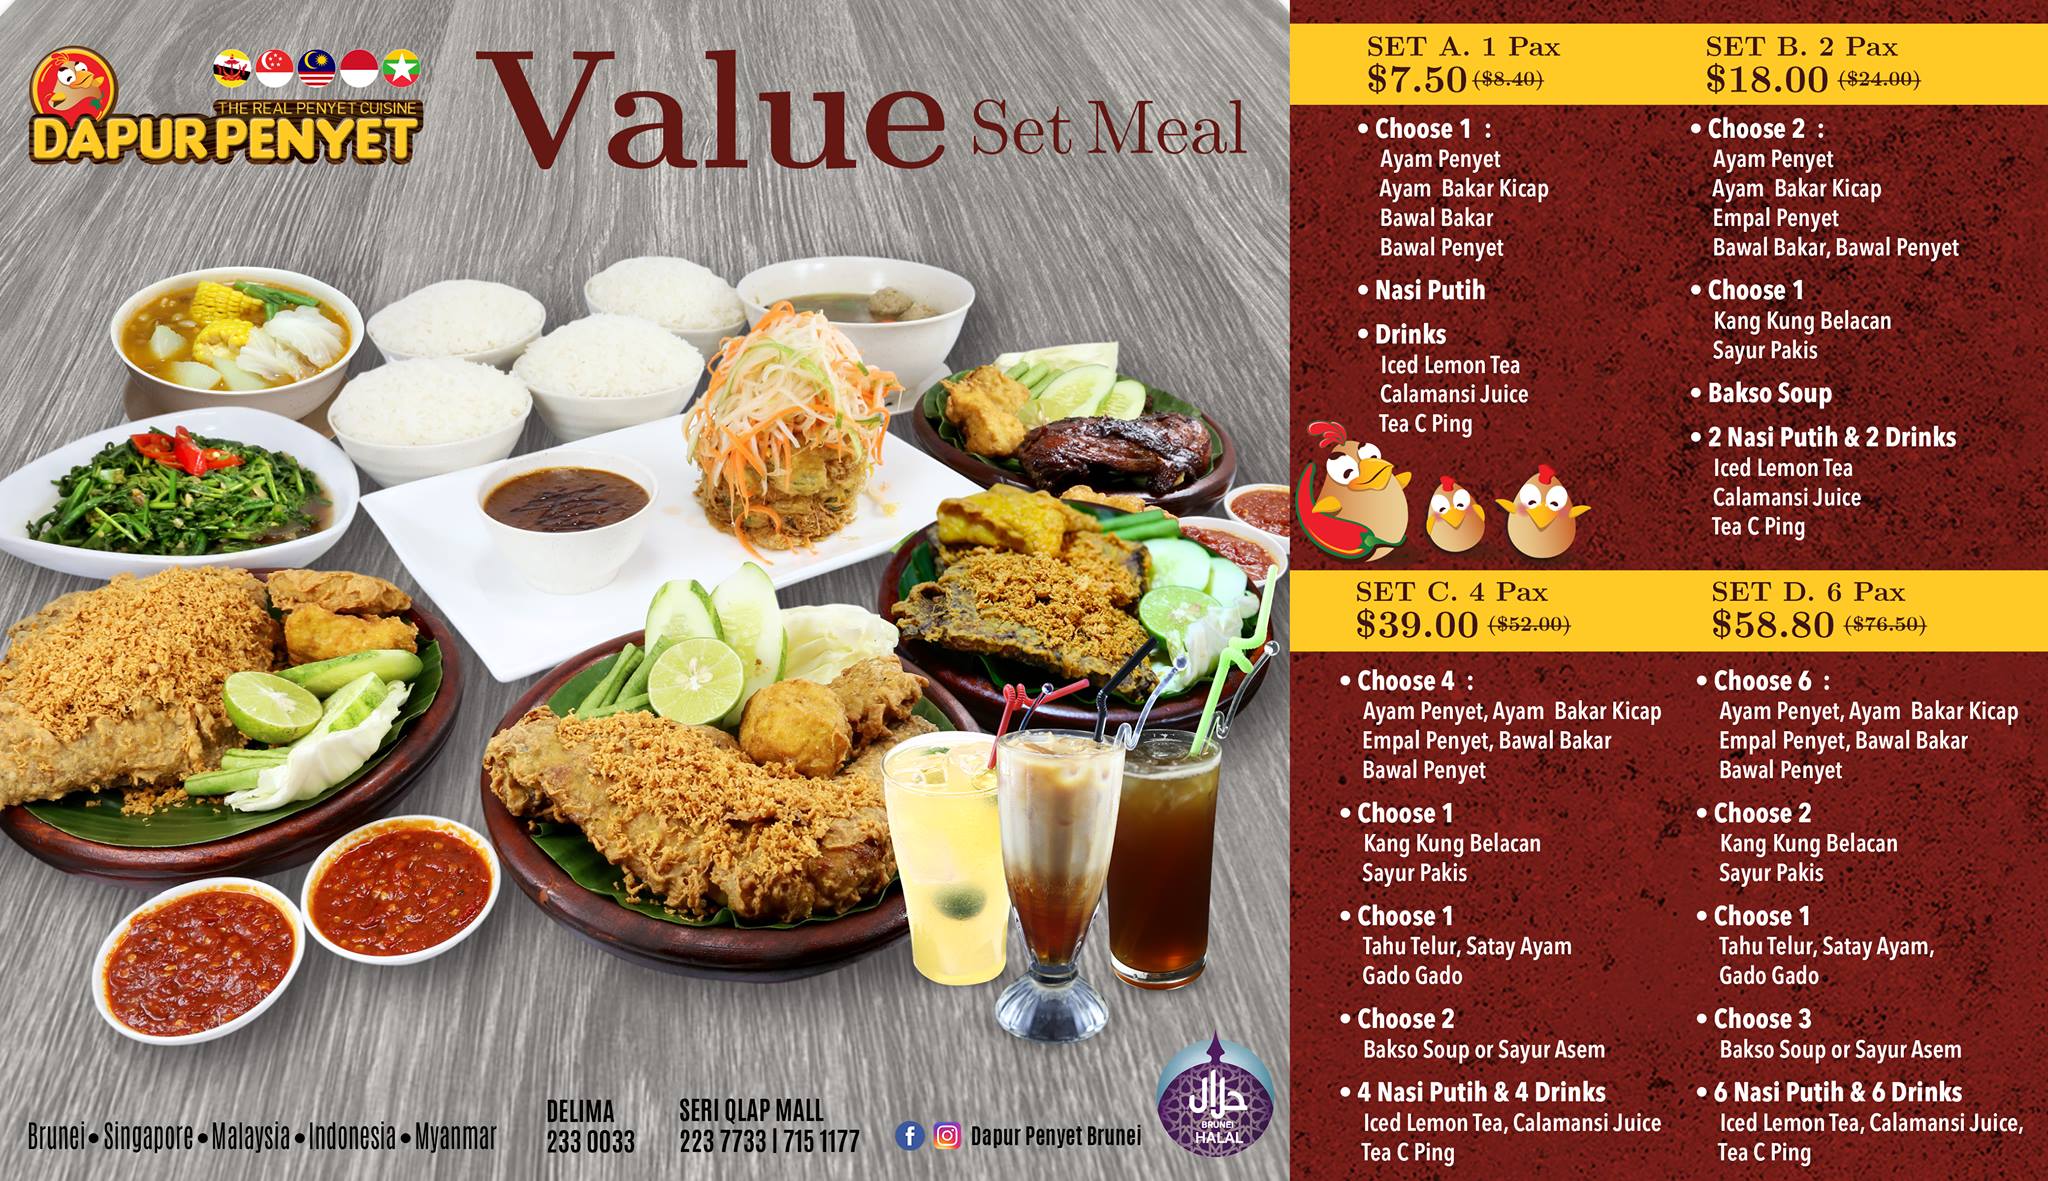 THE REAL PENYET CUISINE
DAPUR PENYET
Value Set Meal
SET A. 1 Pax
$7.50 ($8.40)
• Choose 1 :
Ayam Penyet
Ayam Bakar Kicap
Bawal Bakar
Bawal Penyet
• Nasi Putih
• Drinks
Iced Lemon Tea
Calamansi Juice
Tea C Ping
SET B. 2 Pax
$18.00 ($24.00)
• Choose 2 :
Ayam Penyet
Ayam Bakar Kicap
Empal Penyet
Bawal Bakar, Bawal Penyet
• Choose 1
Kang Kung Belacan
Sayur Pakis
• Bakso Soup
• 2 Nasi Putih & 2 Drinks
Iced Lemon Tea
Calamansi Juice
Tea C Ping
SET C. 4 Pax
$39.00 ($52.00)
• Choose 4 :
Ayam Penyet, Ayam Bakar Kicap
Empal Penyet, Bawal Bakar
Bawal Penyet
• Choose 1
Kang Kung Belacan
Sayur Pakis
• Choose 1
Tahu Telur, Satay Ayam
Gado Gado
• Choose 2
Bakso Soup or Sayur Asem
• 4 Nasi Putih & 4 Drinks
Iced Lemon Tea, Calamansi Juice
Tea C Ping
SET D. 6 Pax
$58.80 ($76.50)
• Choose 6 :
Ayam Penyet, Ayam Bakar Kicap
Empal Penyet, Bawal Bakar
Bawal Penyet
• Choose 2
Kang Kung Belacan
Sayur Pakis
• Choose 1
Tahu Telur, Satay Ayam,
Gado Gado
• Choose 3
Bakso Soup or Sayur Asem
• 6 Nasi Putih & 6 Drinks
Iced Lemon Tea, Calamansi Juice,
Tea C Ping
Brunei • Singapore • Malaysia • Indonesia • Myanmar
DELIMA
233 0033
SERI QLAP MALL
223 7733 | 715 1177
Dapur Penyet Brunei
حلال
BRUNEI
HALAL